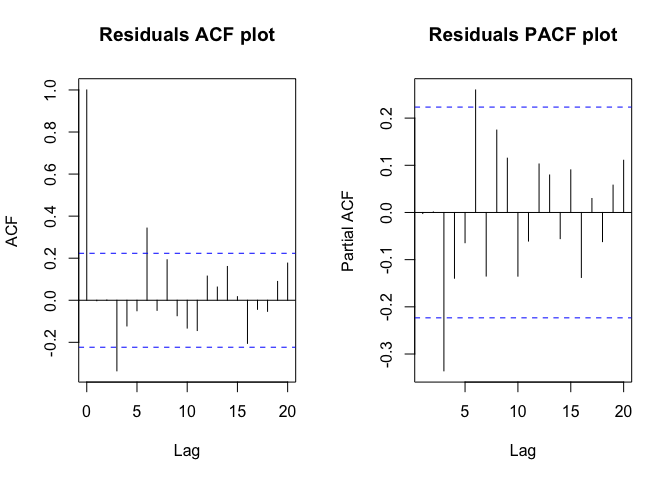 Residuals ACF plot
ACF
1.0
0.8
0.6
0.4
0.2
0.0
-0.2
0 5 10 15 20
Lag
Residuals PACF plot
Partial ACF
0.2
0.1
0.0
-0.1
-0.2
-0.3
5 10 15 20
Lag